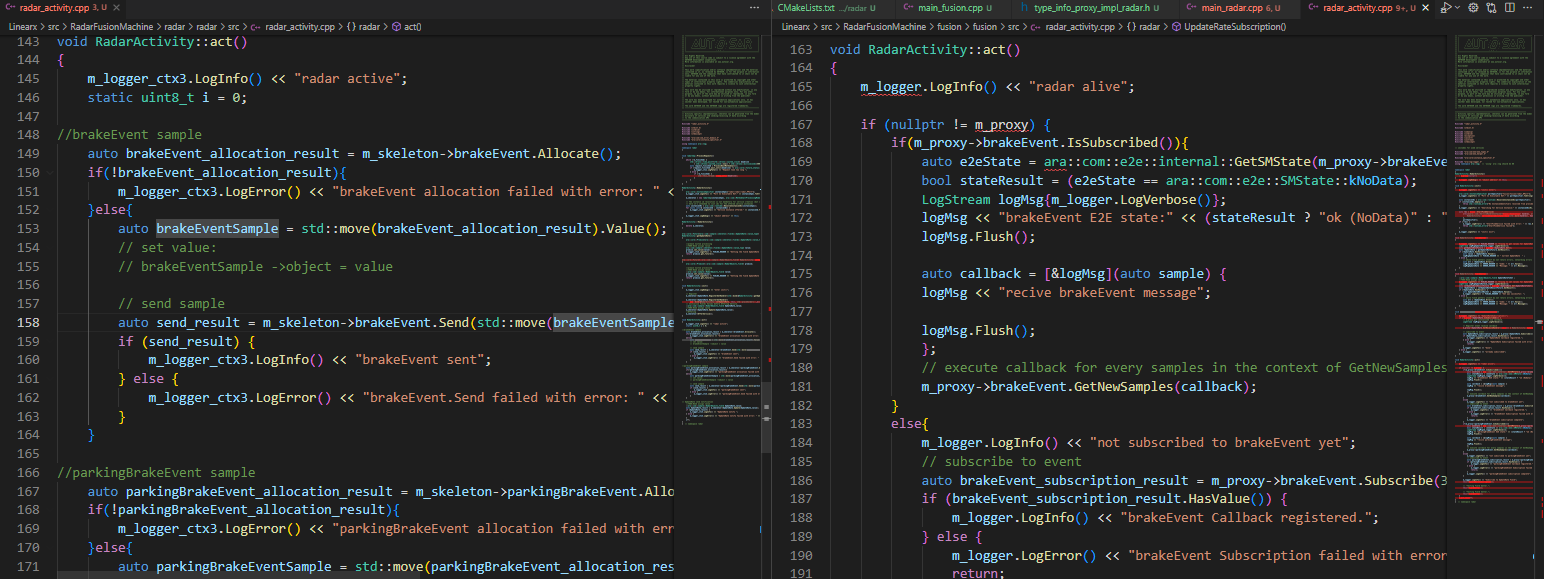 radar_activity.cpp 3, U
Linearx > src > RadarFusionMachine > radar > radar > src > radar_activity.cpp > {} radar > act()
143 void RadarActivity::act()
144 {
145 m_logger_ctx3.LogInfo() << "radar active";
146 static uint8_t i = 0;
147
148 //brakeEvent sample
149 auto brakeEvent_allocation_result = m_skeleton->brakeEvent.Allocate();
150 if(!brakeEvent_allocation_result){
151 m_logger_ctx3.LogError() << "brakeEvent allocation failed with error: " <<
152 }else{
153 auto brakeEventSample = std::move(brakeEvent_allocation_result).Value();
154 // set value:
155 // brakeEventSample ->object = value
156
157 // send sample
158 auto send_result = m_skeleton->brakeEvent.Send(std::move(brakeEventSample
159 if (send_result) {
160 m_logger_ctx3.LogInfo() << "brakeEvent sent";
161 } else {
162 m_logger_ctx3.LogError() << "brakeEvent.Send failed with error: " <<
163 }
164 }
165
166 //parkingBrakeEvent sample
167 auto parkingBrakeEvent_allocation_result = m_skeleton->parkingBrakeEvent.Allo
168 if(!parkingBrakeEvent_allocation_result){
169 m_logger_ctx3.LogError() << "parkingBrakeEvent allocation failed with err
170 }else{
171 auto parkingBrakeEventSample = std::move(parkingBrakeEvent_allocation_res
AUTOSAR
CMakeLists.txt .../radar U
main_fusion.cpp U
type_info_proxy_impl_radar.h U
main_radar.cpp 6, U
radar_activity.cpp 9+, U
Linearx > src > RadarFusionMachine > fusion > fusion > src > radar_activity.cpp > {} radar > UpdateRateSubscription()
163 void RadarActivity::act()
164 {
165 m_logger.LogInfo() << "radar alive";
166
167 if (nullptr != m_proxy) {
168 if(m_proxy->brakeEvent.IsSubscribed()){
169 auto e2eState = ara::com::e2e::internal::GetSMState(m_proxy->brakeEve
170 bool stateResult = (e2eState == ara::com::e2e::SMState::kNoData);
171 LogStream logMsg{m_logger.LogVerbose()};
172 logMsg << "brakeEvent E2E state:" << (stateResult ? "ok (NoData)" : "
173 logMsg.Flush();
174
175 auto callback = [&logMsg](auto sample) {
176 logMsg << "recive brakeEvent message";
177
178 logMsg.Flush();
179 };
180 // execute callback for every samples in the context of GetNewSamples
181 m_proxy->brakeEvent.GetNewSamples(callback);
182 }
183 else{
184 m_logger.LogInfo() << "not subscribed to brakeEvent yet";
185 // subscribe to event
186 auto brakeEvent_subscription_result = m_proxy->brakeEvent.Subscribe(3
187 if (brakeEvent_subscription_result.HasValue()) {
188 m_logger.LogInfo() << "brakeEvent Callback registered.";
189 } else {
190 m_logger.LogError() << "brakeEvent Subscription failed with error
191 return;
AUTOSAR